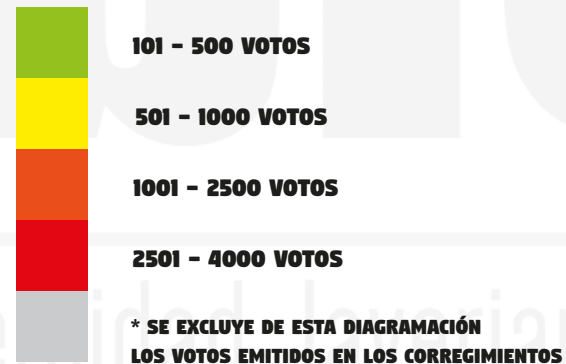 101 - 500 VOTOS
501 - 1000 VOTOS
1001 - 2500 VOTOS
2501 - 4000 VOTOS
* SE EXCLUYE DE ESTA DIAGRAMACIÓN
LOS VOTOS EMITIDOS EN LOS CORREGIMIENTOS